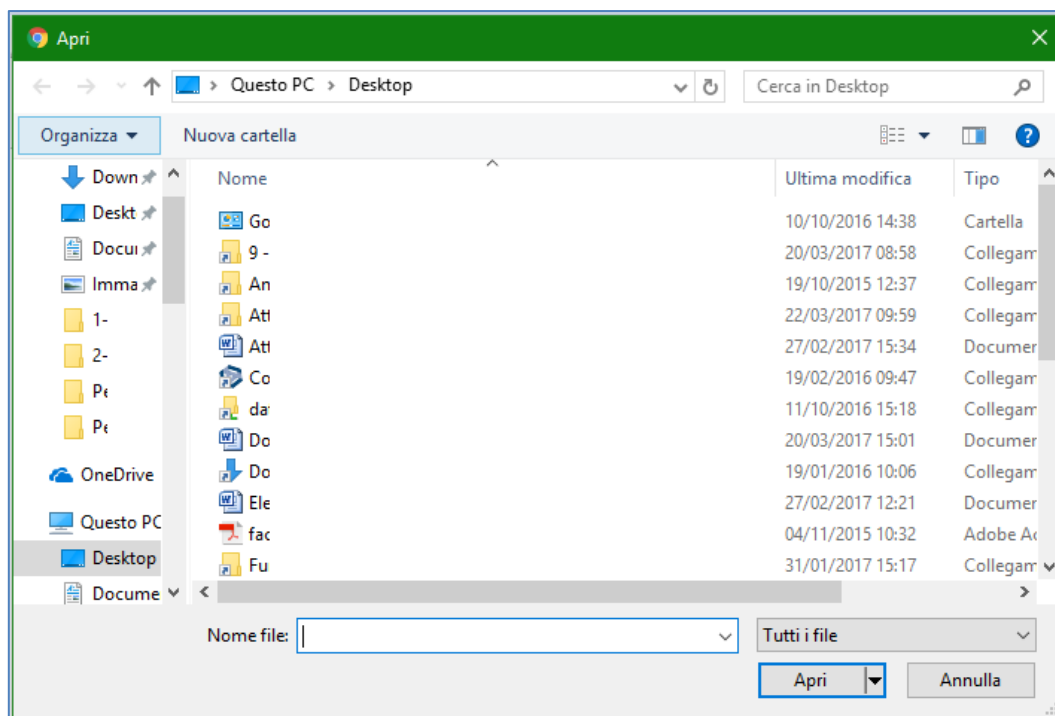 Apri
Questo PC > Desktop
Cerca in Desktop
Organizza
Nuova cartella
Nome
Ultima modifica
Tipo
Down
Deskt
Docu
Imma
1-
2-
Pe
Pe
OneDrive
Questo PC
Desktop
Docume
Go 10/10/2016 14:38 Cartella
9 - 20/03/2017 08:58 Collegam
An 19/10/2015 12:37 Collegam
Att 22/03/2017 09:59 Collegam
Att 27/02/2017 15:34 Documen
Co 19/02/2016 09:47 Collegam
dat 11/10/2016 15:18 Collegam
Do 20/03/2017 15:01 Documen
Do 19/01/2016 10:06 Collegam
Ele 27/02/2017 12:21 Documen
fac 04/11/2015 10:32 Adobe Ac
Fu 31/01/2017 15:17 Collegam
Nome file:
Tutti i file
Apri
Annulla